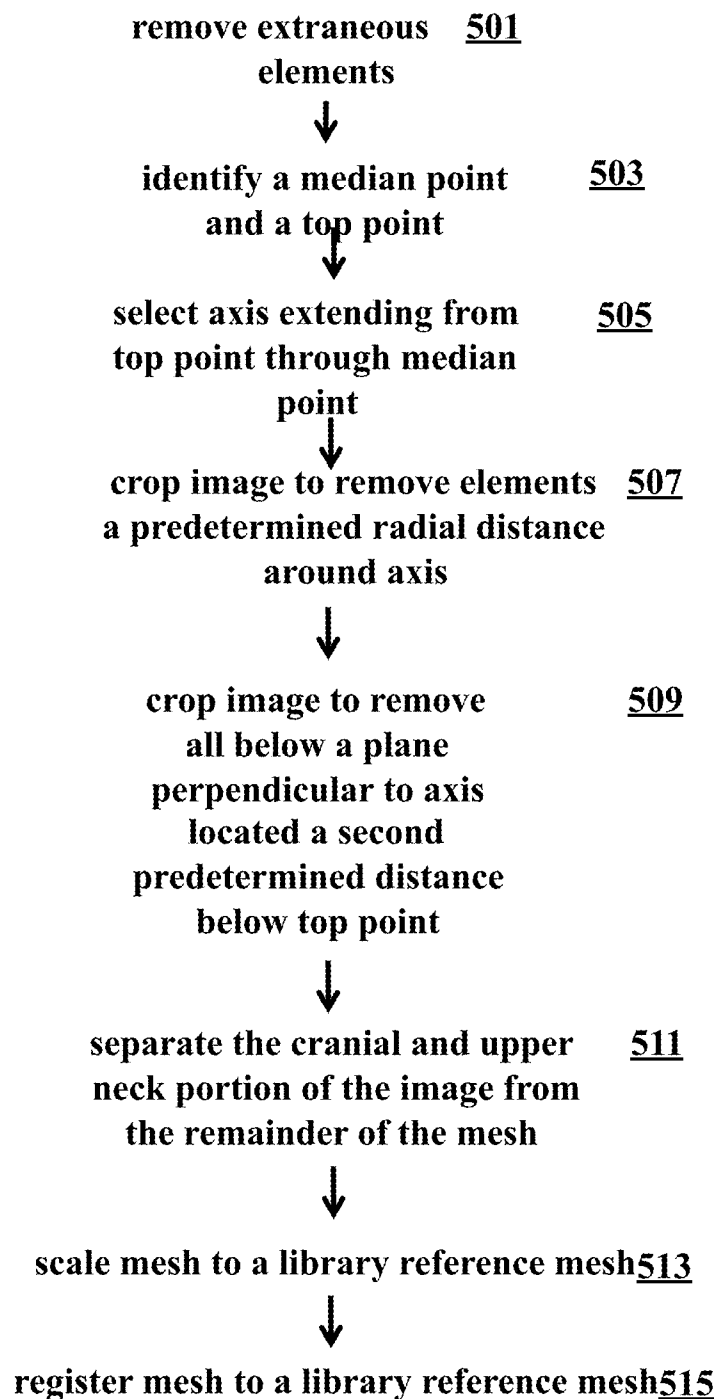 remove extraneous 501
elements
identify a median point 503
and a top point
select axis extending from 505
top point through median
point
crop image to remove elements 507
a predetermined radial distance
around axis
crop image to remove 509
all below a plane
perpendicular to axis
located a second
predetermined distance
below top point
separate the cranial and upper 511
neck portion of the image from
the remainder of the mesh
scale mesh to a library reference mesh513
register mesh to a library reference mesh515